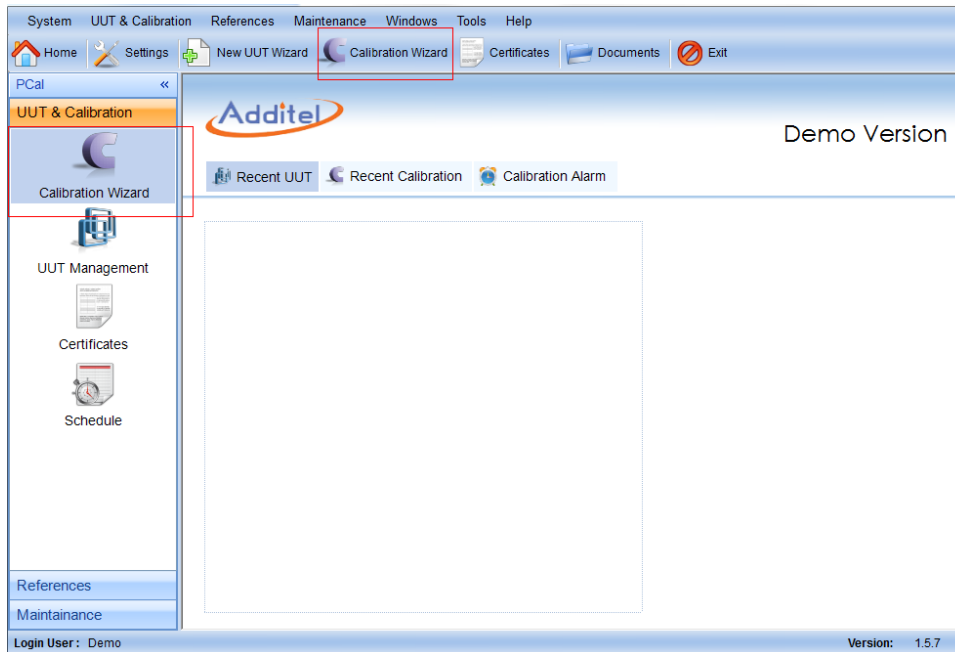 System UUT & Calibration References Maintenance Windows Tools Help
Home Settings New UUT Wizard Calibration Wizard Certificates Documents Exit
PCal «
UUT & Calibration
Calibration Wizard
UUT Management
Certificates
Schedule
References
Maintainance
Additel
Demo Version
Recent UUT Recent Calibration Calibration Alarm
Login User : Demo Version: 1.5.7